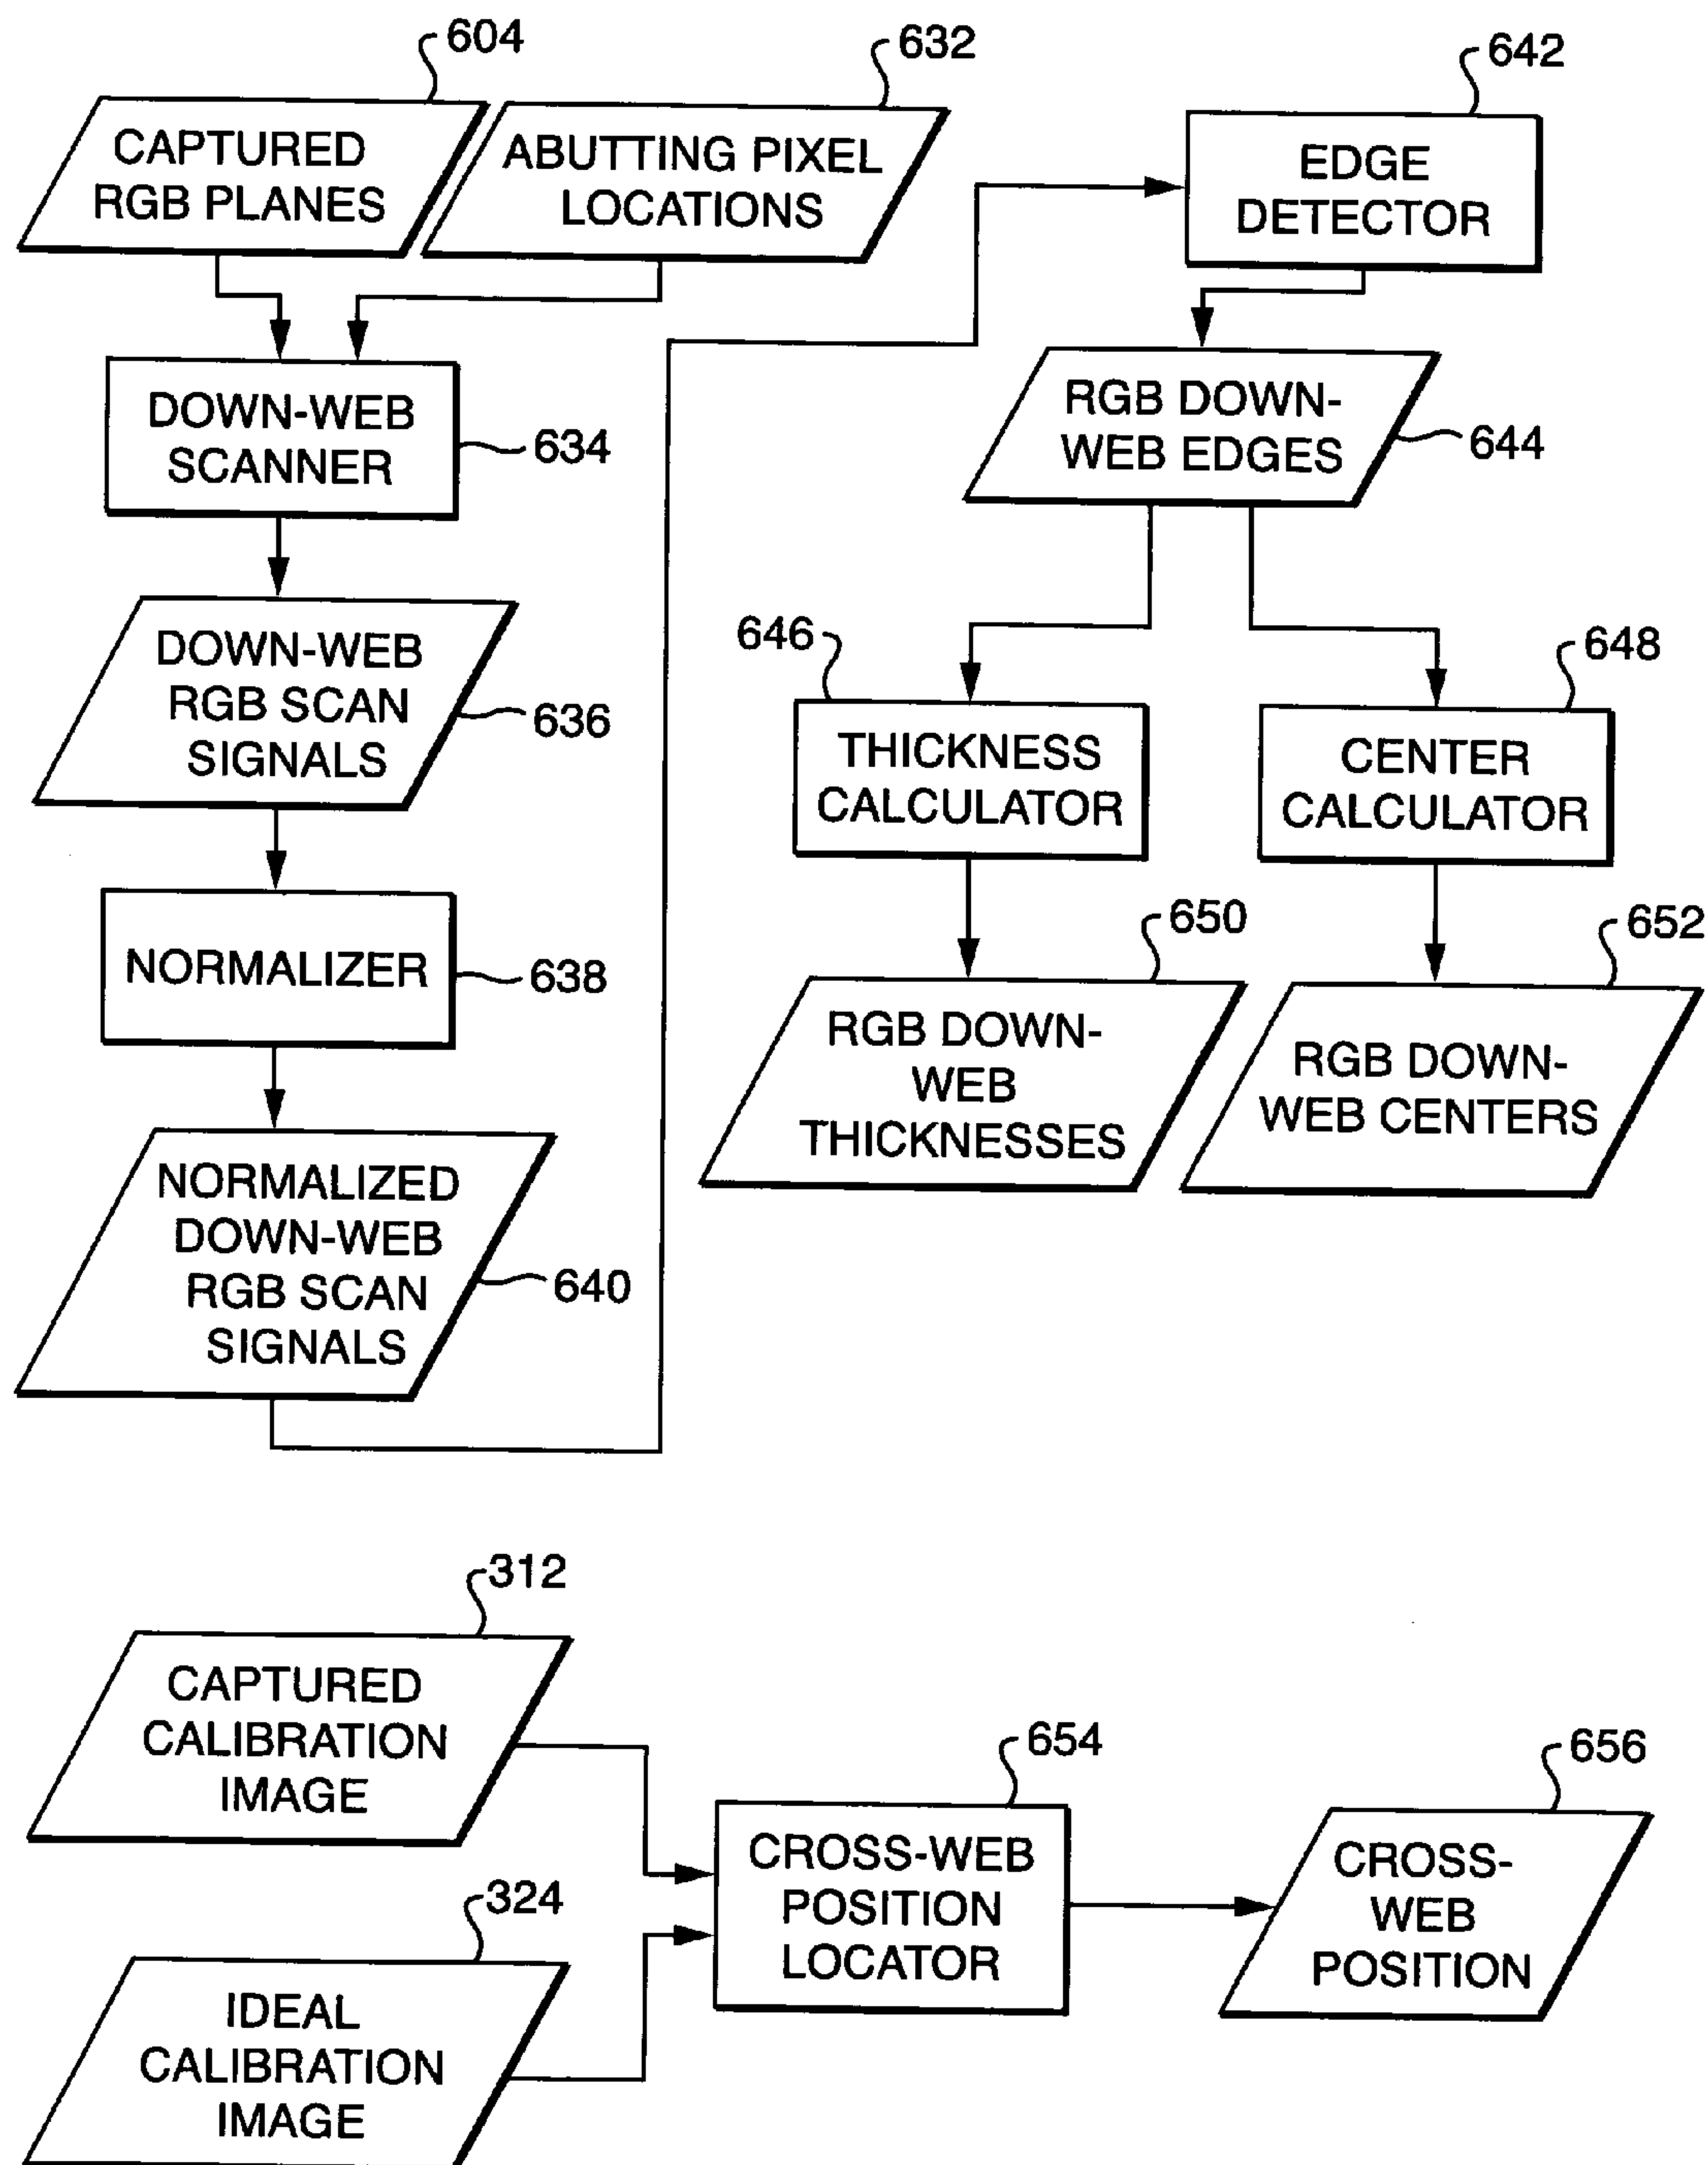 604
CAPTURED
RGB PLANES
632
ABUTTING PIXEL
LOCATIONS
DOWN-WEB
SCANNER
634
DOWN-WEB
RGB SCAN
SIGNALS
636
NORMALIZER
638
NORMALIZED
DOWN-WEB
RGB SCAN
SIGNALS
640
642
EDGE
DETECTOR
RGB DOWN-
WEB EDGES
644
646
THICKNESS
CALCULATOR
648
CENTER
CALCULATOR
650
RGB DOWN-
WEB
THICKNESSES
652
RGB DOWN-
WEB CENTERS
312
CAPTURED
CALIBRATION
IMAGE
324
IDEAL
CALIBRATION
IMAGE
654
CROSS-WEB
POSITION
LOCATOR
656
CROSS-
WEB
POSITION